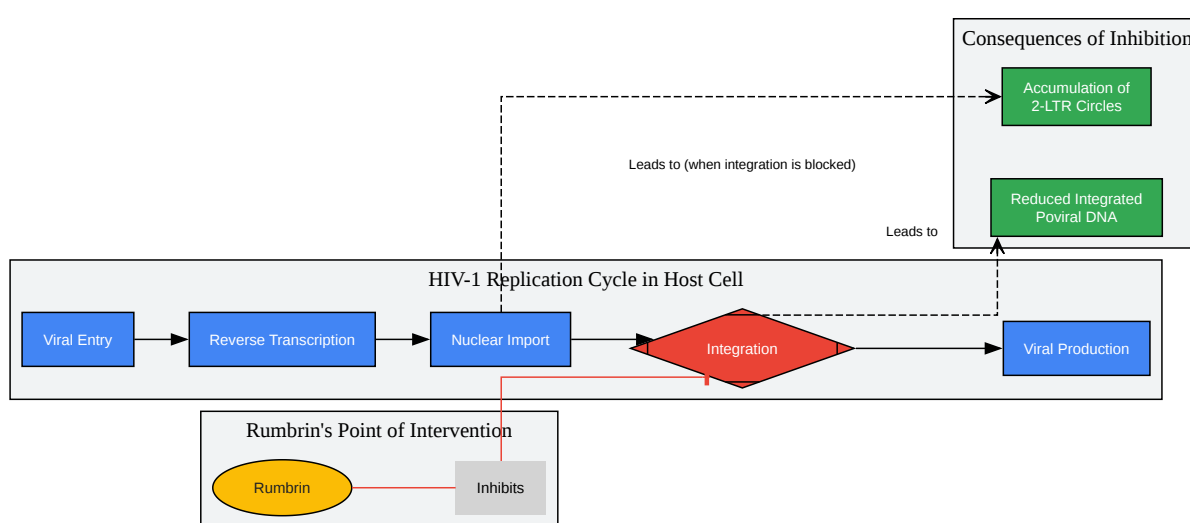 Consequences of Inhibition
Accumulation of
2-LTR Circles
Leads to (when integration is blocked)
Reduced Integrated
Poviral DNA
Leads to
HIV-1 Replication Cycle in Host Cell
Viral Entry
Reverse Transcription
Nuclear Import
Integration
Viral Production
Rumbrin's Point of Intervention
Rumbrin
Inhibits